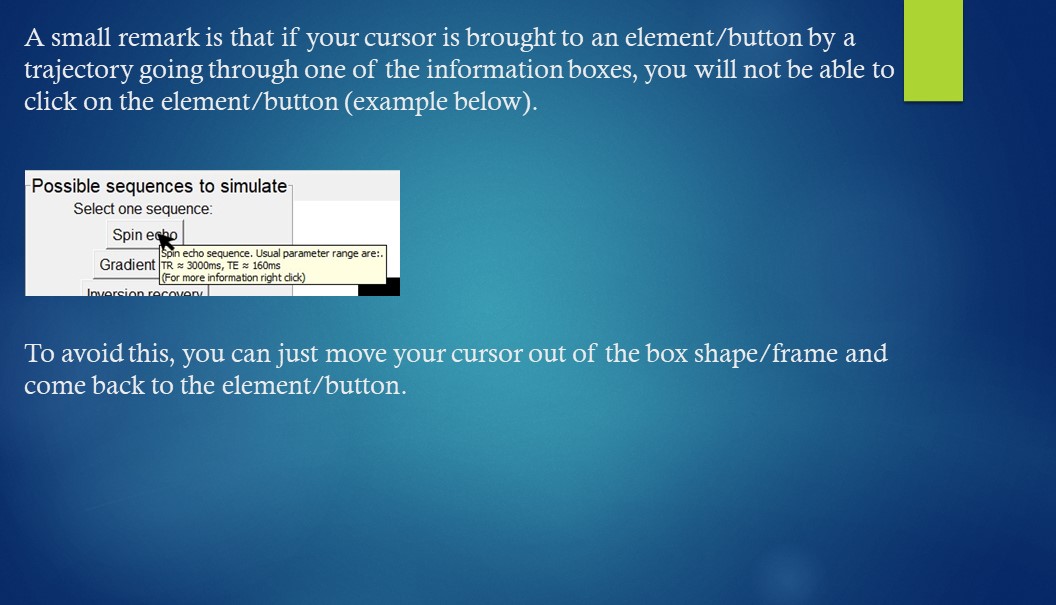 A small remark is that if your cursor is brought to an element/button by a
trajectory going through one of the information boxes, you will not be able to
click on the element/button (example below).
Possible sequences to simulate
Select one sequence:
Spin echo
Spin echo sequence. Usual parameter range are:.
Gradient
TR ≈ 3000ms, TE ≈ 160ms
(For more information right click)
Inversion recovery
To avoid this, you can just move your cursor out of the box shape/frame and
come back to the element/button.